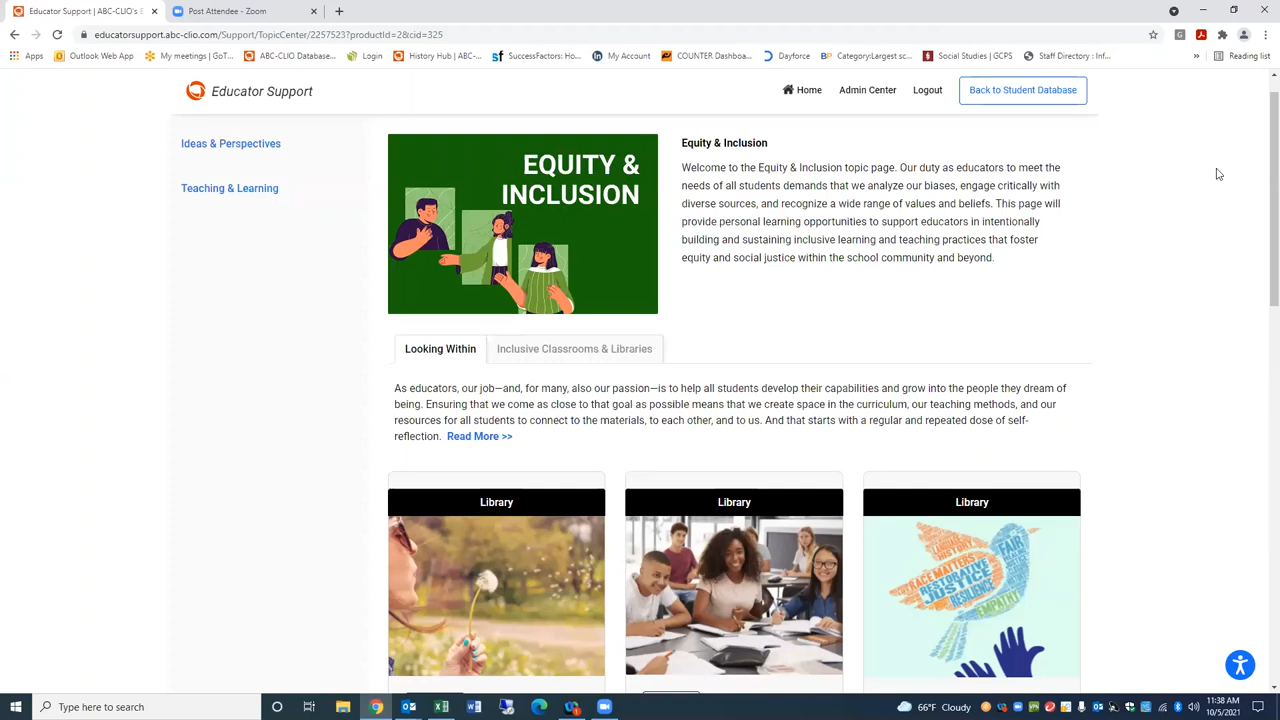 Educator Support | ABC-CLIO's E
Post Attendee - Zoom
educatorsupport.abc-clio.com/Support/TopicCenter/2257523?productId=2&cid=325
Apps
Outlook Web App
My meetings | GoT...
ABC-CLIO Database...
Login
History Hub | ABC-...
SuccessFactors: Ho...
My Account
COUNTER Dashboa...
Dayforce
Category:Largest sc...
Social Studies | GCPS
Staff Directory : Inf...
Reading list
Educator Support
Home
Admin Center
Logout
Back to Student Database
Ideas & Perspectives
Teaching & Learning
EQUITY &
INCLUSION
Equity & Inclusion
Welcome to the Equity & Inclusion topic page. Our duty as educators to meet the
needs of all students demands that we analyze our biases, engage critically with
diverse sources, and recognize a wide range of values and beliefs. This page will
provide personal learning opportunities to support educators in intentionally
building and sustaining inclusive learning and teaching practices that foster
equity and social justice within the school community and beyond.
Looking Within
Inclusive Classrooms & Libraries
As educators, our job—and, for many, also our passion—is to help all students develop their capabilities and grow into the people they dream of
being. Ensuring that we come as close to that goal as possible means that we create space in the curriculum, our teaching methods, and our
resources for all students to connect to the materials, to each other, and to us. And that starts with a regular and repeated dose of self-
reflection. Read More >>
Library
Library
Library
HISTORY
FAIR
RACE MATTERS
RESTORATIVE
JUSTICE
RESILIENCE
EMPATHY
Type here to search
66°F Cloudy
11:38 AM
10/5/2021